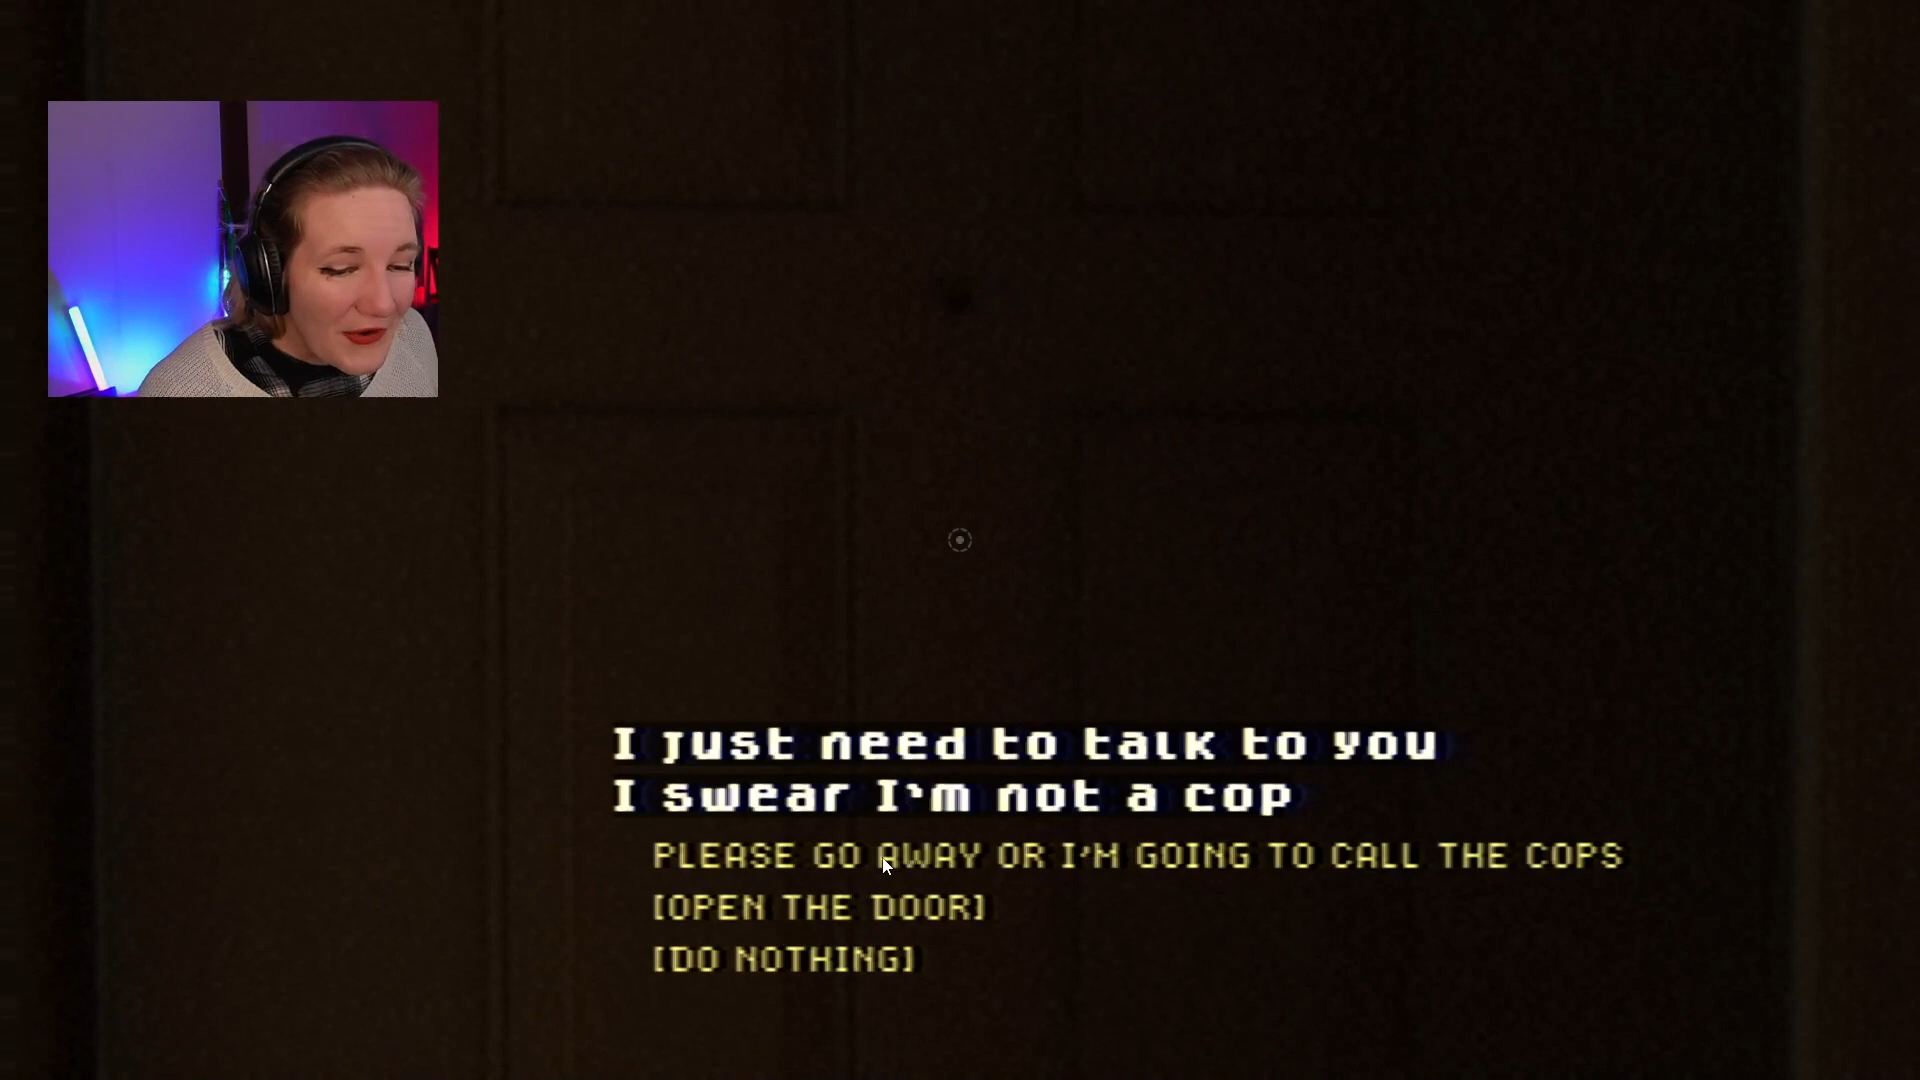 I just need to talk to you
I swear I'm not a cop
PLEASE GO AWAY OR I'M GOING TO CALL THE COPS
[OPEN THE DOOR]
[DO NOTHING]